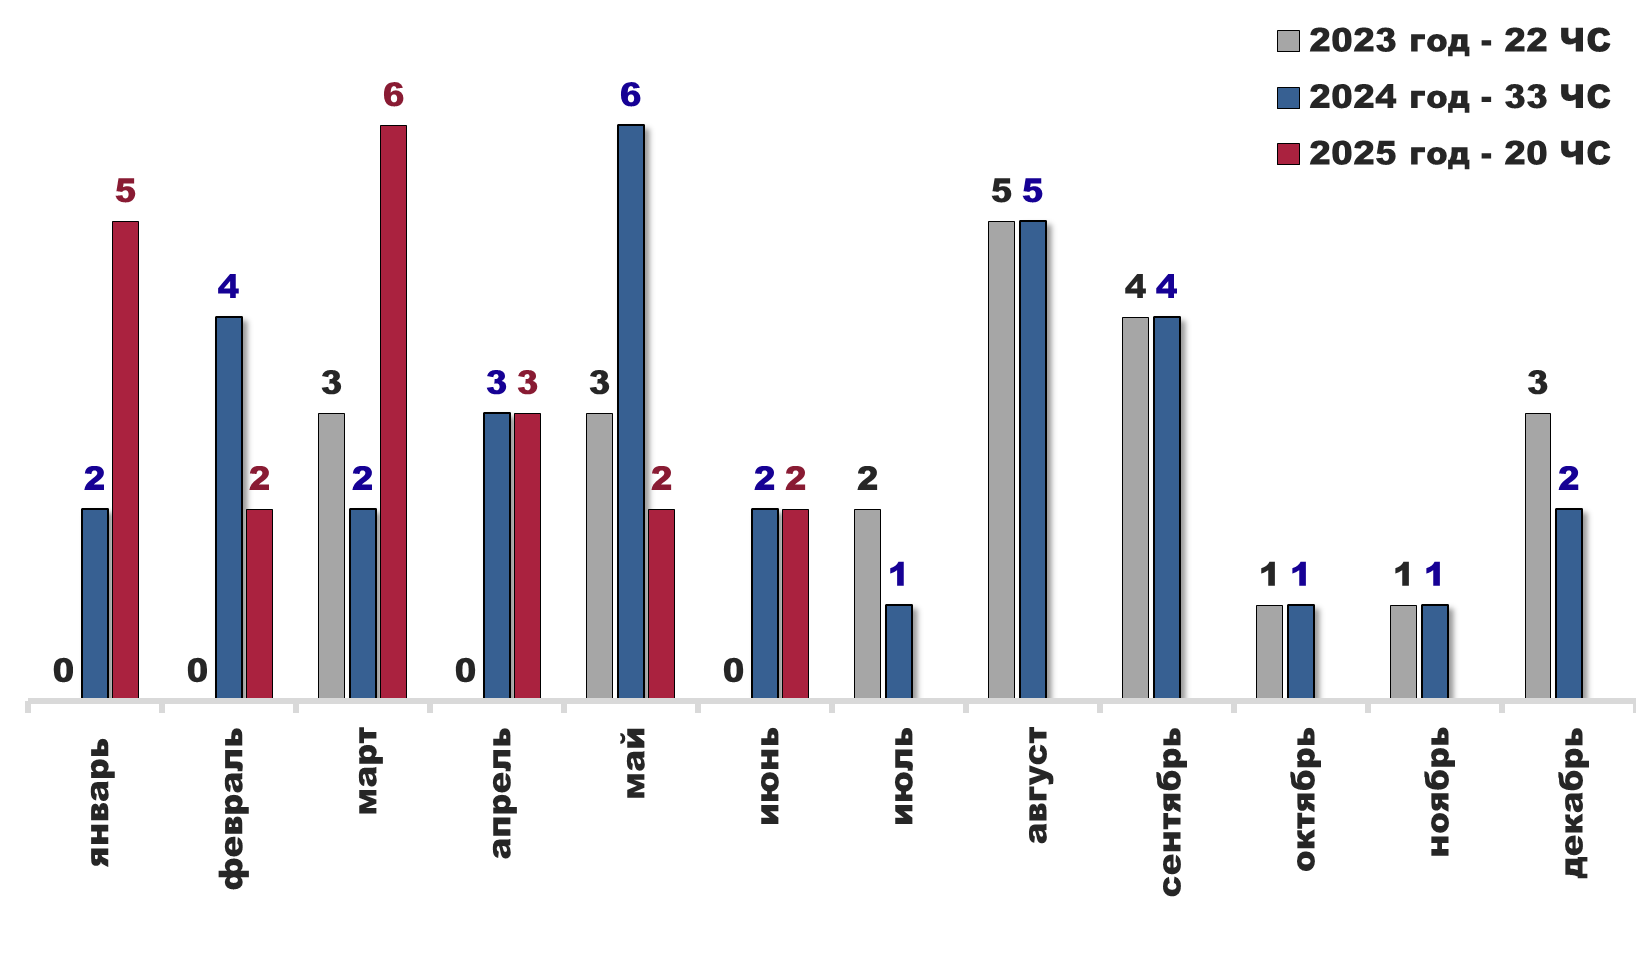 2023 год - 22 ЧС
2024 год - 33 ЧС
2025 год - 20 ЧС
0 2 5
0 4 2
3 2 6
0 3 3
3 6 2
0 2 2
2 1
5 5
4 4
1 1
1 1
3 2
январь
февраль
март
апрель
май
июнь
июль
август
сентябрь
октябрь
ноябрь
декабрь